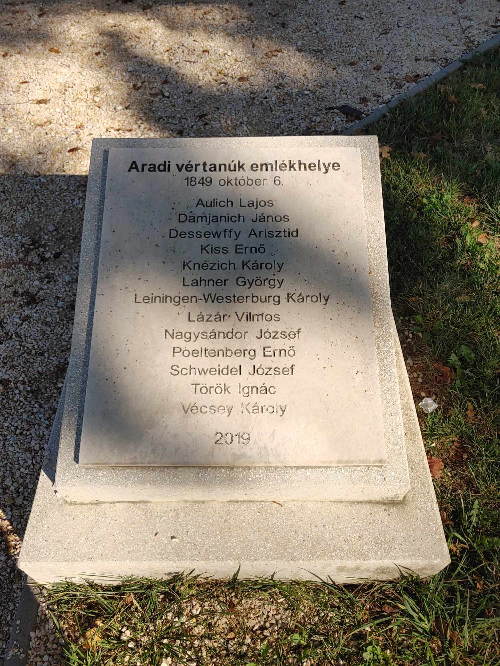 Aradi vértanúk emlékhelye
1849 október 6.
Aulich Lajos
Damjanich János
Dessewffy Arisztid
Kiss Ernő
Knézich Károly
Lahner György
Leiningen-Westerburg Károly
Lázár Vilmos
Nagysándor József
Poeltenberg Ernő
Schweidel József
Török Ignác
Vécsey Károly
2019